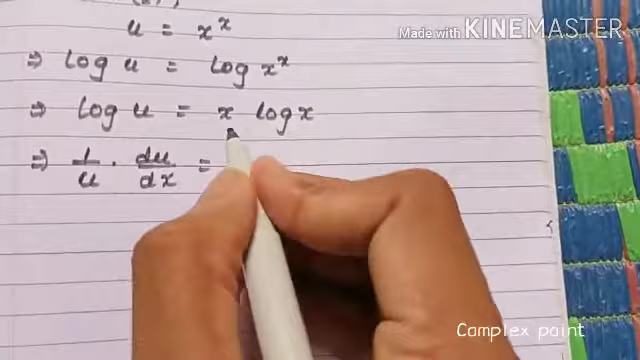 Made with KINEMASTER
u = x^x
⇒ log u = log x^x
⇒ log u = x log x
⇒ 1/u · du/dx =
Complex point